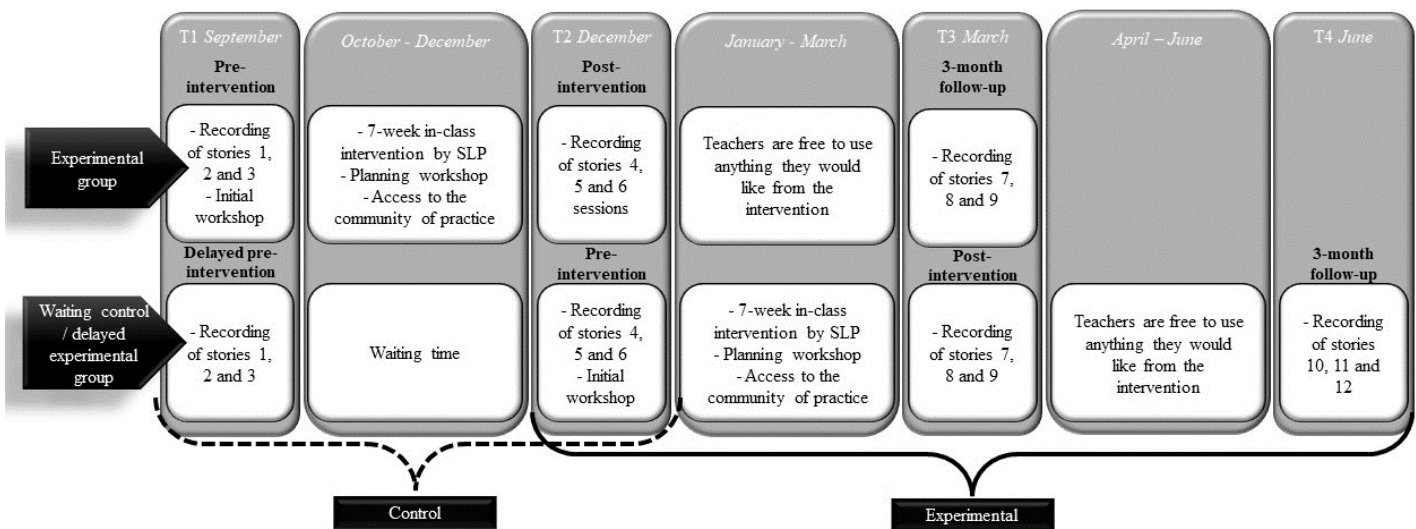 T1 September
October - December
T2 December
January - March
T3 March
April – June
T4 June
Pre-
intervention
Post-
intervention
3-month
follow-up
Experimental
group
- Recording
of stories 1,
2 and 3
- Initial
workshop
- 7-week in-class
intervention by SLP
- Planning workshop
- Access to the
community of practice
- Recording
of stories 4,
5 and 6
sessions
Teachers are free to use
anything they would
like from the
intervention
- Recording
of stories 7,
8 and 9
Delayed pre-
intervention
Pre-
intervention
Post-
intervention
3-month
follow-up
Waiting control
/ delayed
experimental
group
- Recording
of stories 1,
2 and 3
Waiting time
- Recording
of stories 4,
5 and 6
- Initial
workshop
- 7-week in-class
intervention by SLP
- Planning workshop
- Access to the
community of practice
- Recording
of stories 7,
8 and 9
Teachers are free to use
anything they would
like from the
intervention
- Recording
of stories
10, 11 and
12
Control
Experimental